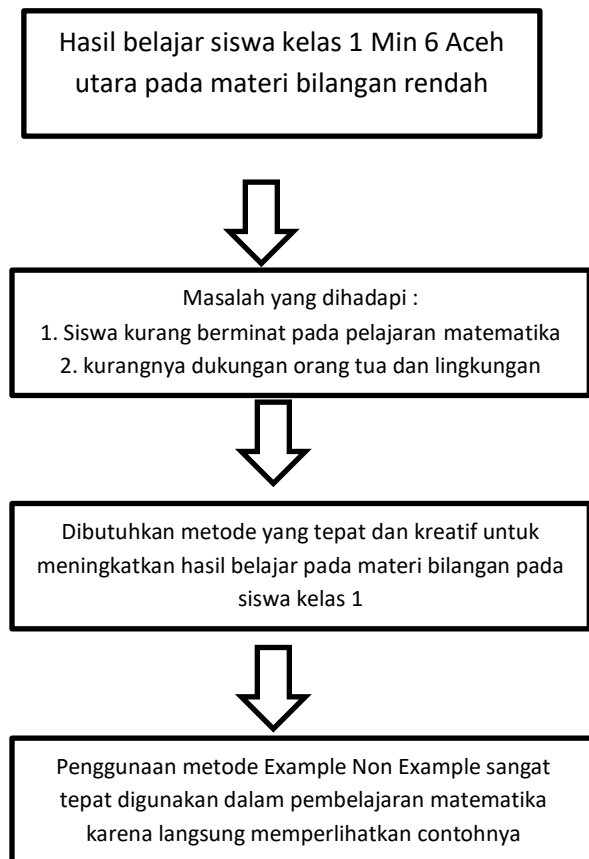 Hasil belajar siswa kelas 1 Min 6 Aceh
utara pada materi bilangan rendah
Masalah yang dihadapi :
1. Siswa kurang berminat pada pelajaran matematika
2. kurangnya dukungan orang tua dan lingkungan
Dibutuhkan metode yang tepat dan kreatif untuk
meningkatkan hasil belajar pada materi bilangan pada
siswa kelas 1
Penggunaan metode Example Non Example sangat
tepat digunakan dalam pembelajaran matematika
karena langsung memperlihatkan contohnya